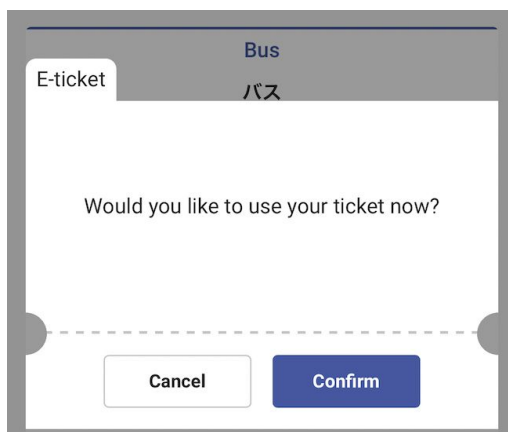 Bus
E-ticket
バス
Would you like to use your ticket now?
Cancel
Confirm